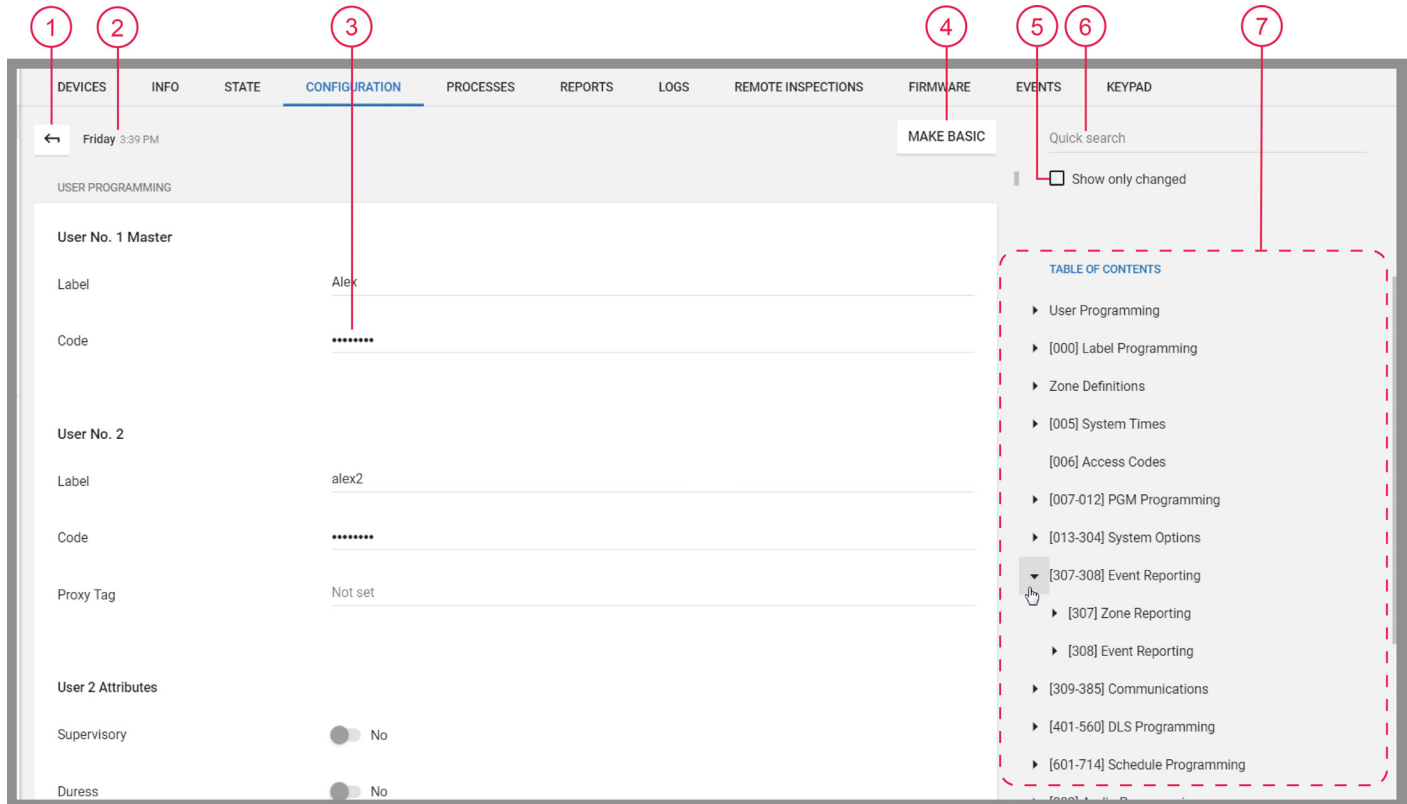 1 2 3 4 5 6 7
DEVICES INFO STATE CONFIGURATION PROCESSES REPORTS LOGS REMOTE INSPECTIONS FIRMWARE EVENTS KEYPAD
Friday 3:39 PM
MAKE BASIC
Quick search
Show only changed
USER PROGRAMMING
User No. 1 Master
Label Alex
Code ••••••••
User No. 2
Label alex2
Code ••••••••
Proxy Tag Not set
User 2 Attributes
Supervisory No
Duress No
TABLE OF CONTENTS
User Programming
[000] Label Programming
Zone Definitions
[005] System Times
[006] Access Codes
[007-012] PGM Programming
[013-304] System Options
[307-308] Event Reporting
[307] Zone Reporting
[308] Event Reporting
[309-385] Communications
[401-560] DLS Programming
[601-714] Schedule Programming